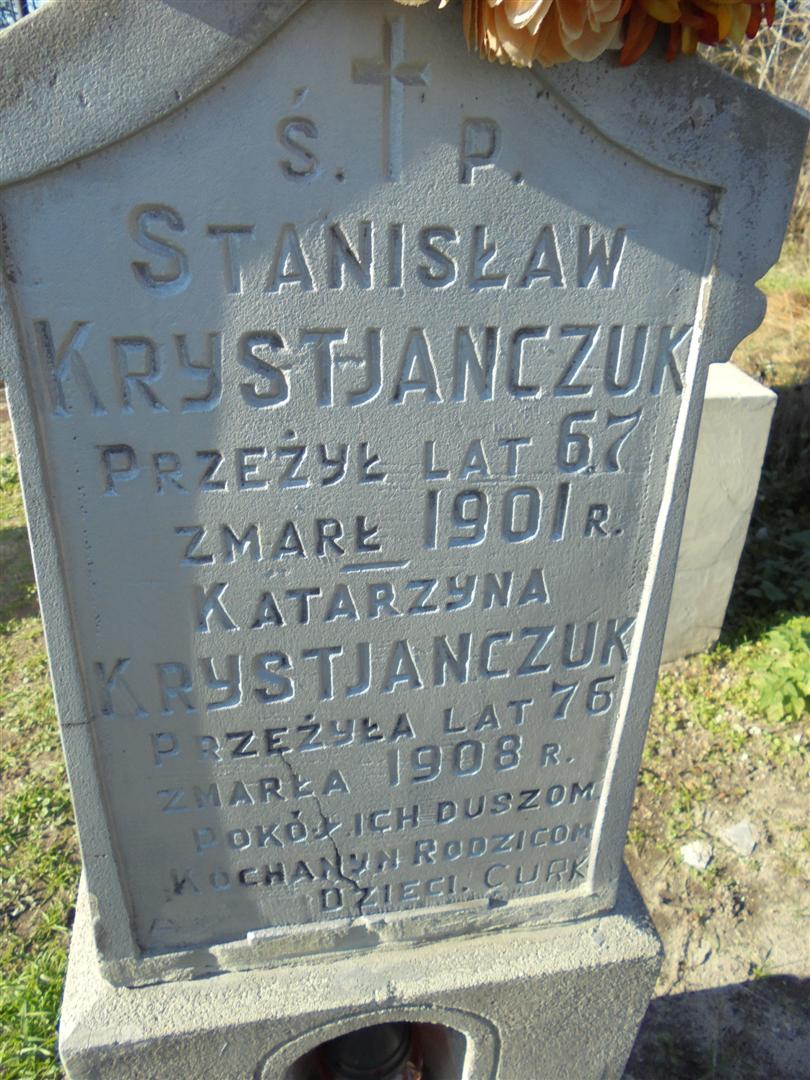 Ś. P.
STANISŁAW
KRYSTJANCZUK
PRZEŻYŁ LAT 67
ZMARŁ 1901 R.
KATARZYNA
KRYSTJANCZUK
PRZEŻYŁA LAT 76
ZMARŁA 1908 R.
POKÓJ ICH DUSZOM.
KOCHANYN RODZICOM
DZIECI. CURK